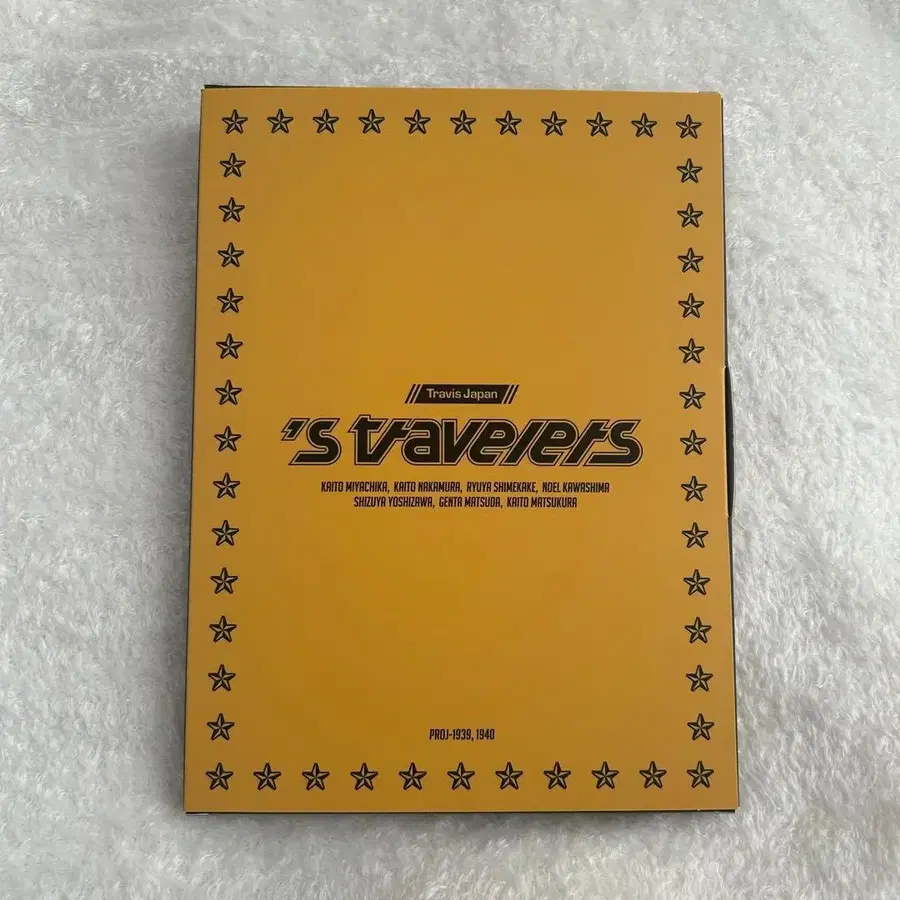 Travis Japan
'S travelers
KAITO MIYACHIKA, KAITO NAKAMURA, RYUYA SHIMEKAKE, NOEL KAWASHIMA
SHIZUYA YOSHIZAWA, GENTA MATSUDA, KAITO MATSUKURA
PROJ-1939, 1940